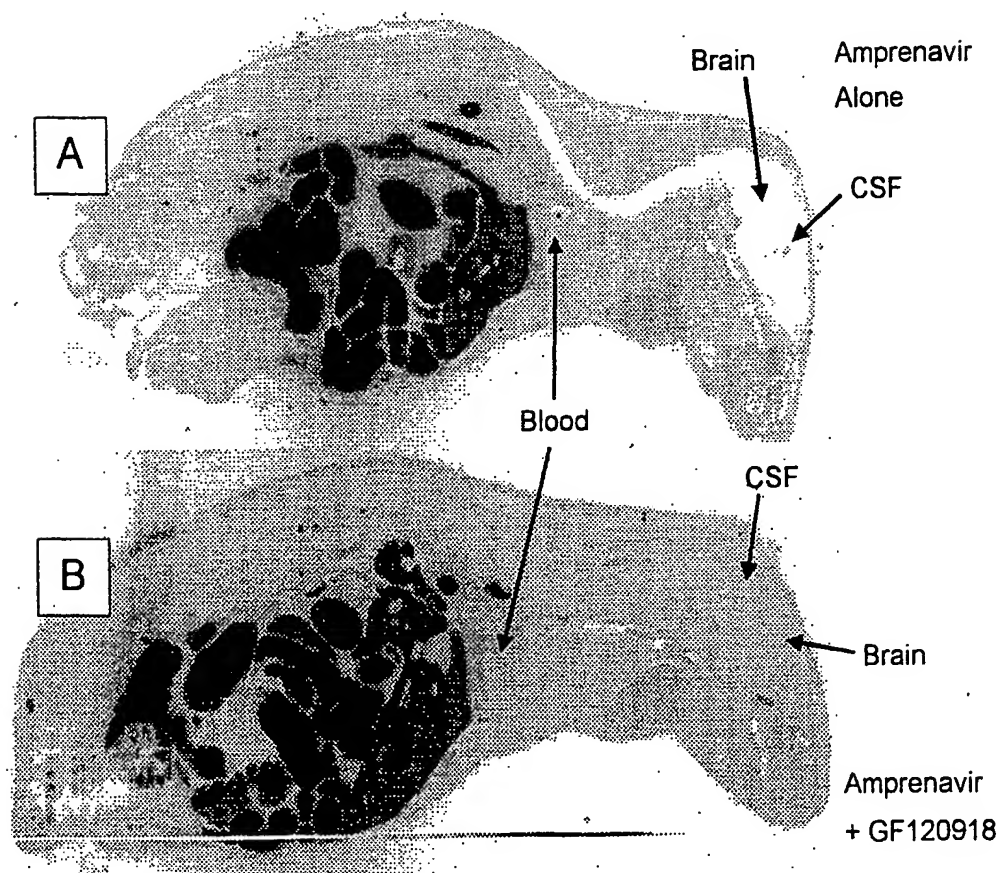 Brain
Amprenavir
Alone
A
CSF
Blood
CSF
B
Brain
Amprenavir
+ GF120918